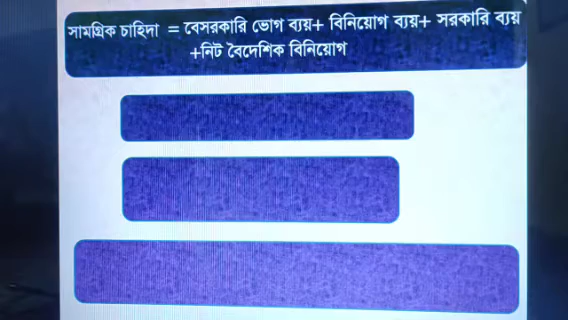 সামগ্রিক চাহিদা = বেসরকারি ভোগ ব্যয়+ বিনিয়োগ ব্যয়+ সরকারি ব্যয়
+নিট বৈদেশিক বিনিয়োগ